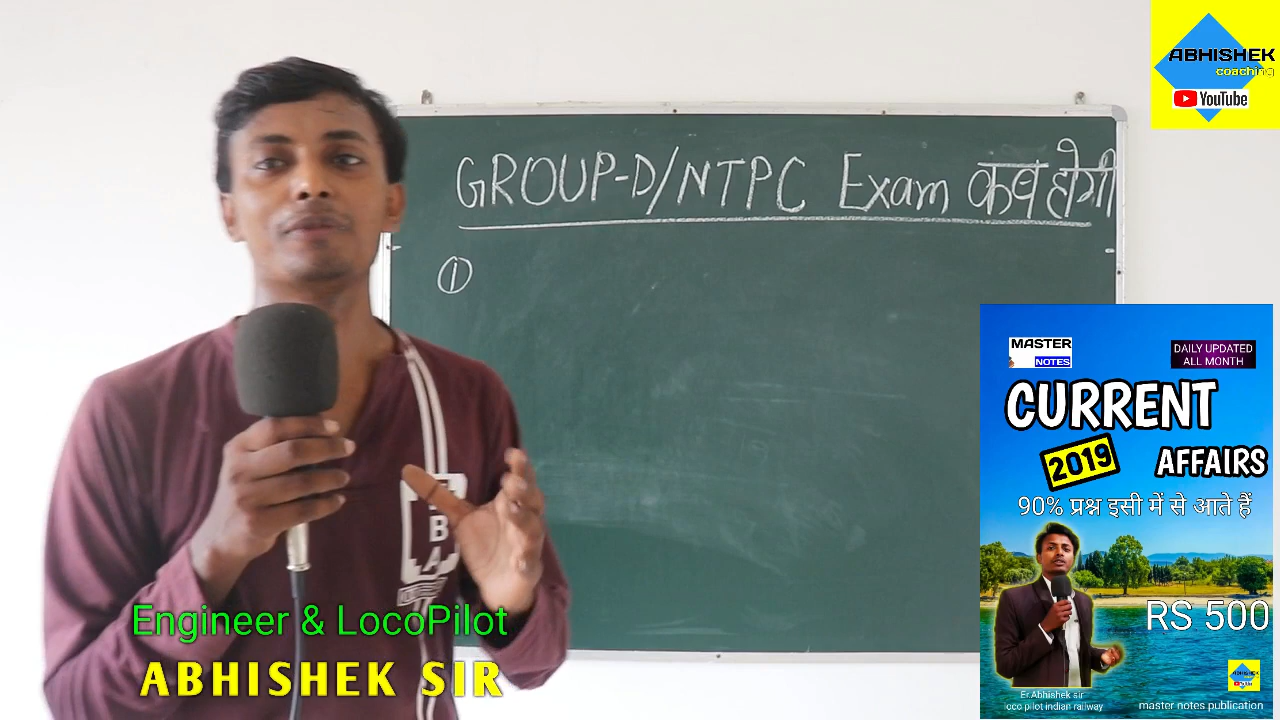 ABHISHEK
coaching
YouTube
GROUP-D/NTPC Exam कब होगी
①
MASTER
NOTES
DAILY UPDATED
ALL MONTH
CURRENT
2019
AFFAIRS
90% प्रश्न इसी में से आते हैं
RS 500
ABHISHEK
Er.Abhishek sir
loco pilot indian railway
master notes publication
B
A
Engineer & LocoPilot
ABHISHEK SIR